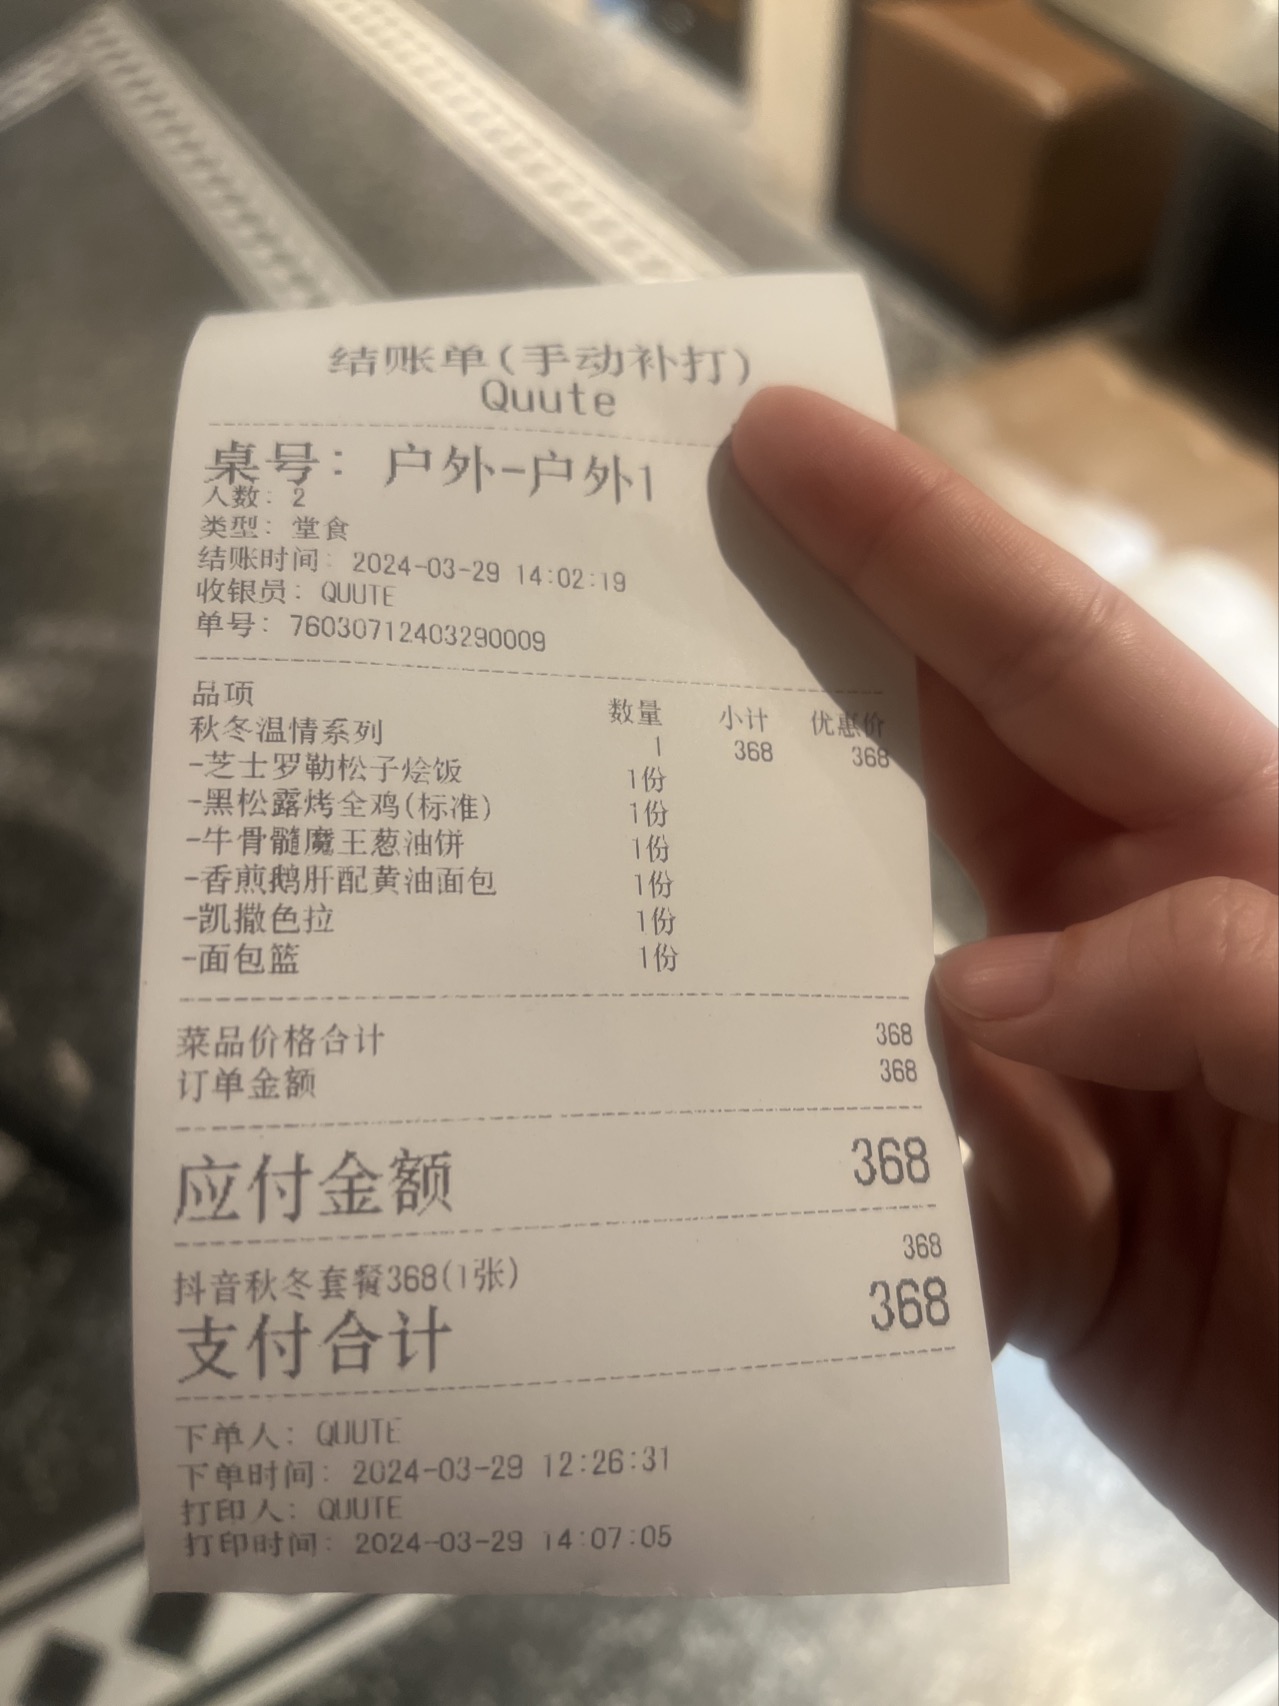 结账单(手动补打)
Quute
桌号: 户外-户外1
人数: 2
类型: 堂食
结账时间: 2024-03-29 14:02:19
收银员: QUUTE
单号: 76030712403290009
品项 数量 小计 优惠价
秋冬温情系列 1 368 368
-芝士罗勒松子烩饭 1份
-黑松露烤全鸡(标准) 1份
-牛骨髓魔王葱油饼 1份
-香煎鹅肝配黄油面包 1份
-凯撒色拉 1份
-面包篮 1份
菜品价格合计 368
订单金额 368
应付金额 368
抖音秋冬套餐368(1张) 368
支付合计 368
下单人: QUUTE
下单时间: 2024-03-29 12:26:31
打印人: QUUTE
打印时间: 2024-03-29 14:07:05